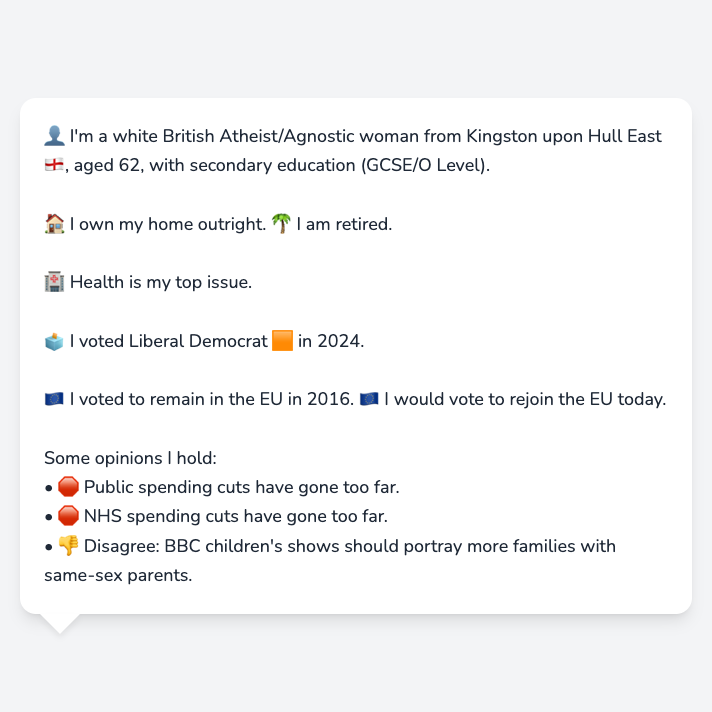 👤 I'm a white British Atheist/Agnostic woman from Kingston upon Hull East
🏴󠁧󠁢󠁥󠁮󠁧󠁿, aged 62, with secondary education (GCSE/O Level).
🏠 I own my home outright. 🌴 I am retired.
🏥 Health is my top issue.
🗳️ I voted Liberal Democrat 🟧 in 2024.
🇪🇺 I voted to remain in the EU in 2016. 🇪🇺 I would vote to rejoin the EU today.
Some opinions I hold:
• 🛑 Public spending cuts have gone too far.
• 🛑 NHS spending cuts have gone too far.
• 👎 Disagree: BBC children's shows should portray more families with
same-sex parents.